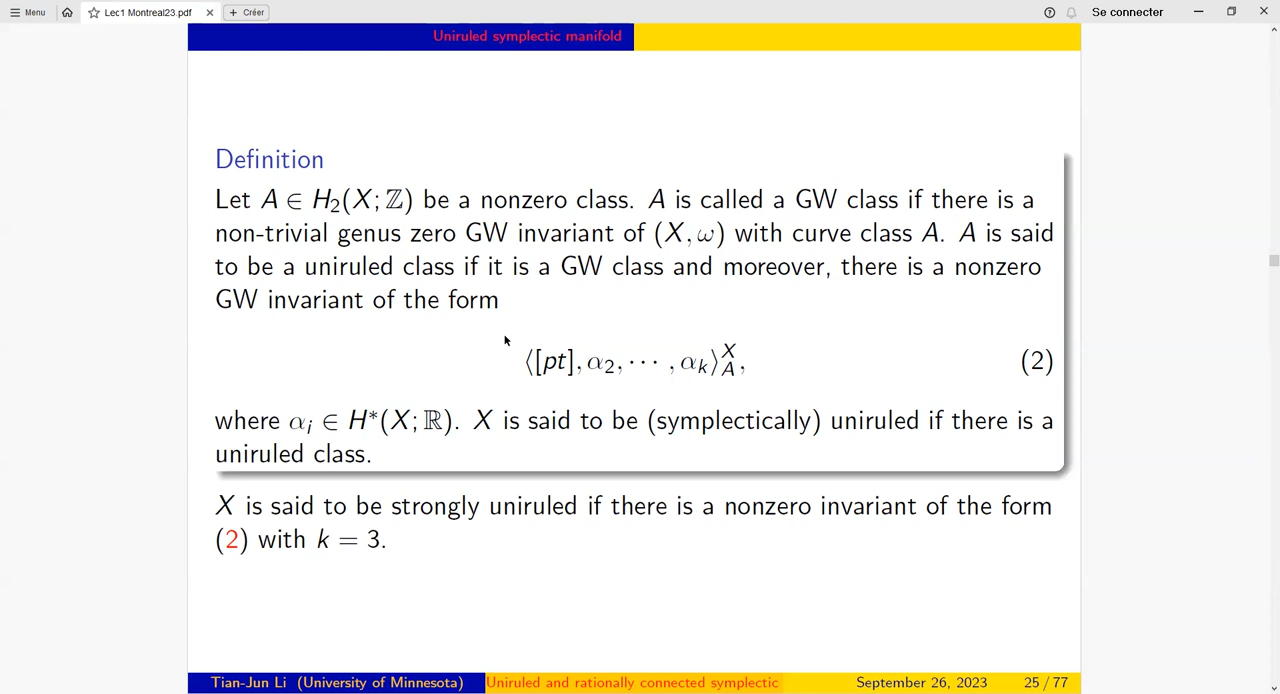 Menu
Lec1 Montreal23.pdf
+ Créer
Se connecter
Uniruled symplectic manifold
Definition
Let A ∈ H₂(X; ℤ) be a nonzero class. A is called a GW class if there is a
non-trivial genus zero GW invariant of (X, ω) with curve class A. A is said
to be a uniruled class if it is a GW class and moreover, there is a nonzero
GW invariant of the form
⟨[pt], α₂, ⋯ , αₖ⟩ᴬˣ, (2)
where αᵢ ∈ H*(X; ℝ). X is said to be (symplectically) uniruled if there is a
uniruled class.
X is said to be strongly uniruled if there is a nonzero invariant of the form
(2) with k = 3.
Tian-Jun Li (University of Minnesota) Uniruled and rationally connected symplectic September 26, 2023 25 / 77